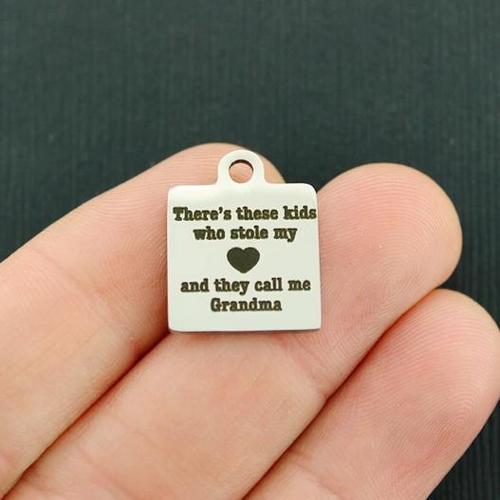 There's these kids
who stole my
♥
and they call me
Grandma